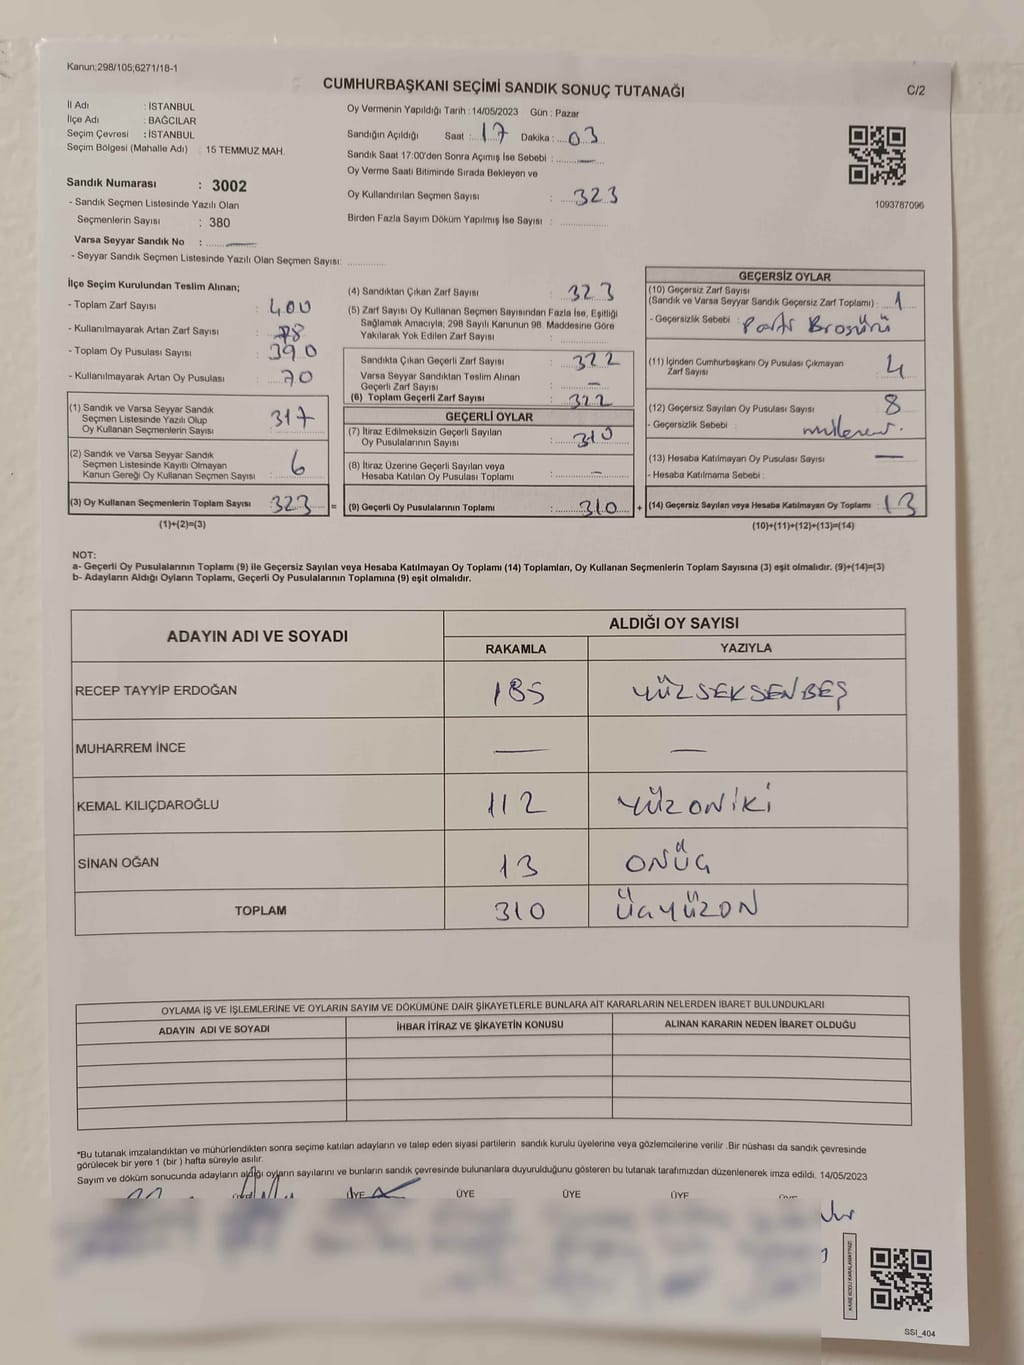 Kanun;298/105;6271/18-1
CUMHURBAŞKANI SEÇİMİ SANDIK SONUÇ TUTANAĞI
C/2
İl Adı : İSTANBUL
İlçe Adı : BAĞCILAR
Seçim Çevresi : İSTANBUL
Seçim Bölgesi (Mahalle Adı) 15 TEMMUZ MAH.
Sandık Numarası : 3002
- Sandık Seçmen Listesinde Yazılı Olan
Seçmenlerin Sayısı : 380
Varsa Seyyar Sandık No :
- Seyyar Sandık Seçmen Listesinde Yazılı Olan Seçmen Sayısı:
Oy Vermenin Yapıldığı Tarih : 14/05/2023 Gün : Pazar
Sandığın Açıldığı Saat : 17 Dakika : 03
Sandık Saat 17:00'den Sonra Açımış İse Sebebi : —
Oy Verme Saati Bitiminde Sırada Bekleyen ve
Oy Kullandırılan Seçmen Sayısı : 323
Birden Fazla Sayım Döküm Yapılmış İse Sayısı :
1093787096
İlçe Seçim Kurulundan Teslim Alınan;
- Toplam Zarf Sayısı : 400
- Kullanılmayarak Artan Zarf Sayısı : 78
- Toplam Oy Pusulası Sayısı : 390
- Kullanılmayarak Artan Oy Pusulası : 70
(1) Sandık ve Varsa Seyyar Sandık
Seçmen Listesinde Yazılı Olup
Oy Kullanan Seçmenlerin Sayısı : 317
(2) Sandık ve Varsa Seyyar Sandık
Seçmen Listesinde Kayıtlı Olmayan
Kanun Gereği Oy Kullanan Seçmen Sayısı : 6
(3) Oy Kullanan Seçmenlerin Toplam Sayısı : 323 =
(1)+(2)=(3)
(4) Sandıktan Çıkan Zarf Sayısı : 323
(5) Zarf Sayısı Oy Kullanan Seçmen Sayısından Fazla İse, Eşitliği
Sağlamak Amacıyla; 298 Sayılı Kanunun 98. Maddesine Göre
Yakılarak Yok Edilen Zarf Sayısı :
Sandıkta Çıkan Geçerli Zarf Sayısı : 322
Varsa Seyyar Sandıktan Teslim Alınan
Geçerli Zarf Sayısı : —
(6) Toplam Geçerli Zarf Sayısı : 322
GEÇERLİ OYLAR
(7) İtiraz Edilmeksizin Geçerli Sayılan
Oy Pusulalarının Sayısı : 310
(8) İtiraz Üzerine Geçerli Sayılan veya
Hesaba Katılan Oy Pusulası Toplamı : —
(9) Geçerli Oy Pusulalarının Toplamı : 310 +
GEÇERSİZ OYLAR
(10) Geçersiz Zarf Sayısı
(Sandık ve Varsa Seyyar Sandık Geçersiz Zarf Toplamı) : 1
- Geçersizlik Sebebi : Parti Broşürü
(11) İçinden Cumhurbaşkanı Oy Pusulası Çıkmayan
Zarf Sayısı : 4
(12) Geçersiz Sayılan Oy Pusulası Sayısı : 8
- Geçersizlik Sebebi :
(13) Hesaba Katılmayan Oy Pusulası Sayısı : —
- Hesaba Katılmama Sebebi :
(14) Geçersiz Sayılan veya Hesaba Katılmayan Oy Toplamı : 13
(10)+(11)+(12)+(13)=(14)
NOT:
a- Geçerli Oy Pusulalarının Toplamı (9) ile Geçersiz Sayılan veya Hesaba Katılmayan Oy Toplamı (14) Toplamları, Oy Kullanan Seçmenlerin Toplam Sayısına (3) eşit olmalıdır. (9)+(14)=(3)
b- Adayların Aldığı Oyların Toplamı, Geçerli Oy Pusulalarının Toplamına (9) eşit olmalıdır.
ADAYIN ADI VE SOYADI ALDIĞI OY SAYISI
RAKAMLA YAZIYLA
RECEP TAYYİP ERDOĞAN 185 YÜZSEKSENBEŞ
MUHARREM İNCE — —
KEMAL KILIÇDAROĞLU 112 YÜZONİKİ
SİNAN OĞAN 13 ONÜÇ
TOPLAM 310 ÜÇYÜZON
OYLAMA İŞ VE İŞLEMLERİNE VE OYLARIN SAYIM VE DÖKÜMÜNE DAİR ŞİKAYETLERLE BUNLARA AİT KARARLARIN NELERDEN İBARET BULUNDUKLARI
ADAYIN ADI VE SOYADI İHBAR İTİRAZ VE ŞİKAYETİN KONUSU ALINAN KARARIN NEDEN İBARET OLDUĞU
*Bu tutanak imzalandıktan ve mühürlendikten sonra seçime katılan adayların ve talep eden siyasi partilerin sandık kurulu üyelerine veya gözlemcilerine verilir .Bir nüshası da sandık çevresinde
görülecek bir yere 1 (bir ) hafta süreyle asılır.
Sayım ve döküm sonucunda adayların aldığı oyların sayılarını ve bunların sandık çevresinde bulunanlara duyurulduğunu gösteren bu tutanak tarafımızdan düzenlenerek imza edildi. 14/05/2023
ÜYE ÜYE ÜYE ÜYE
SSİ_404